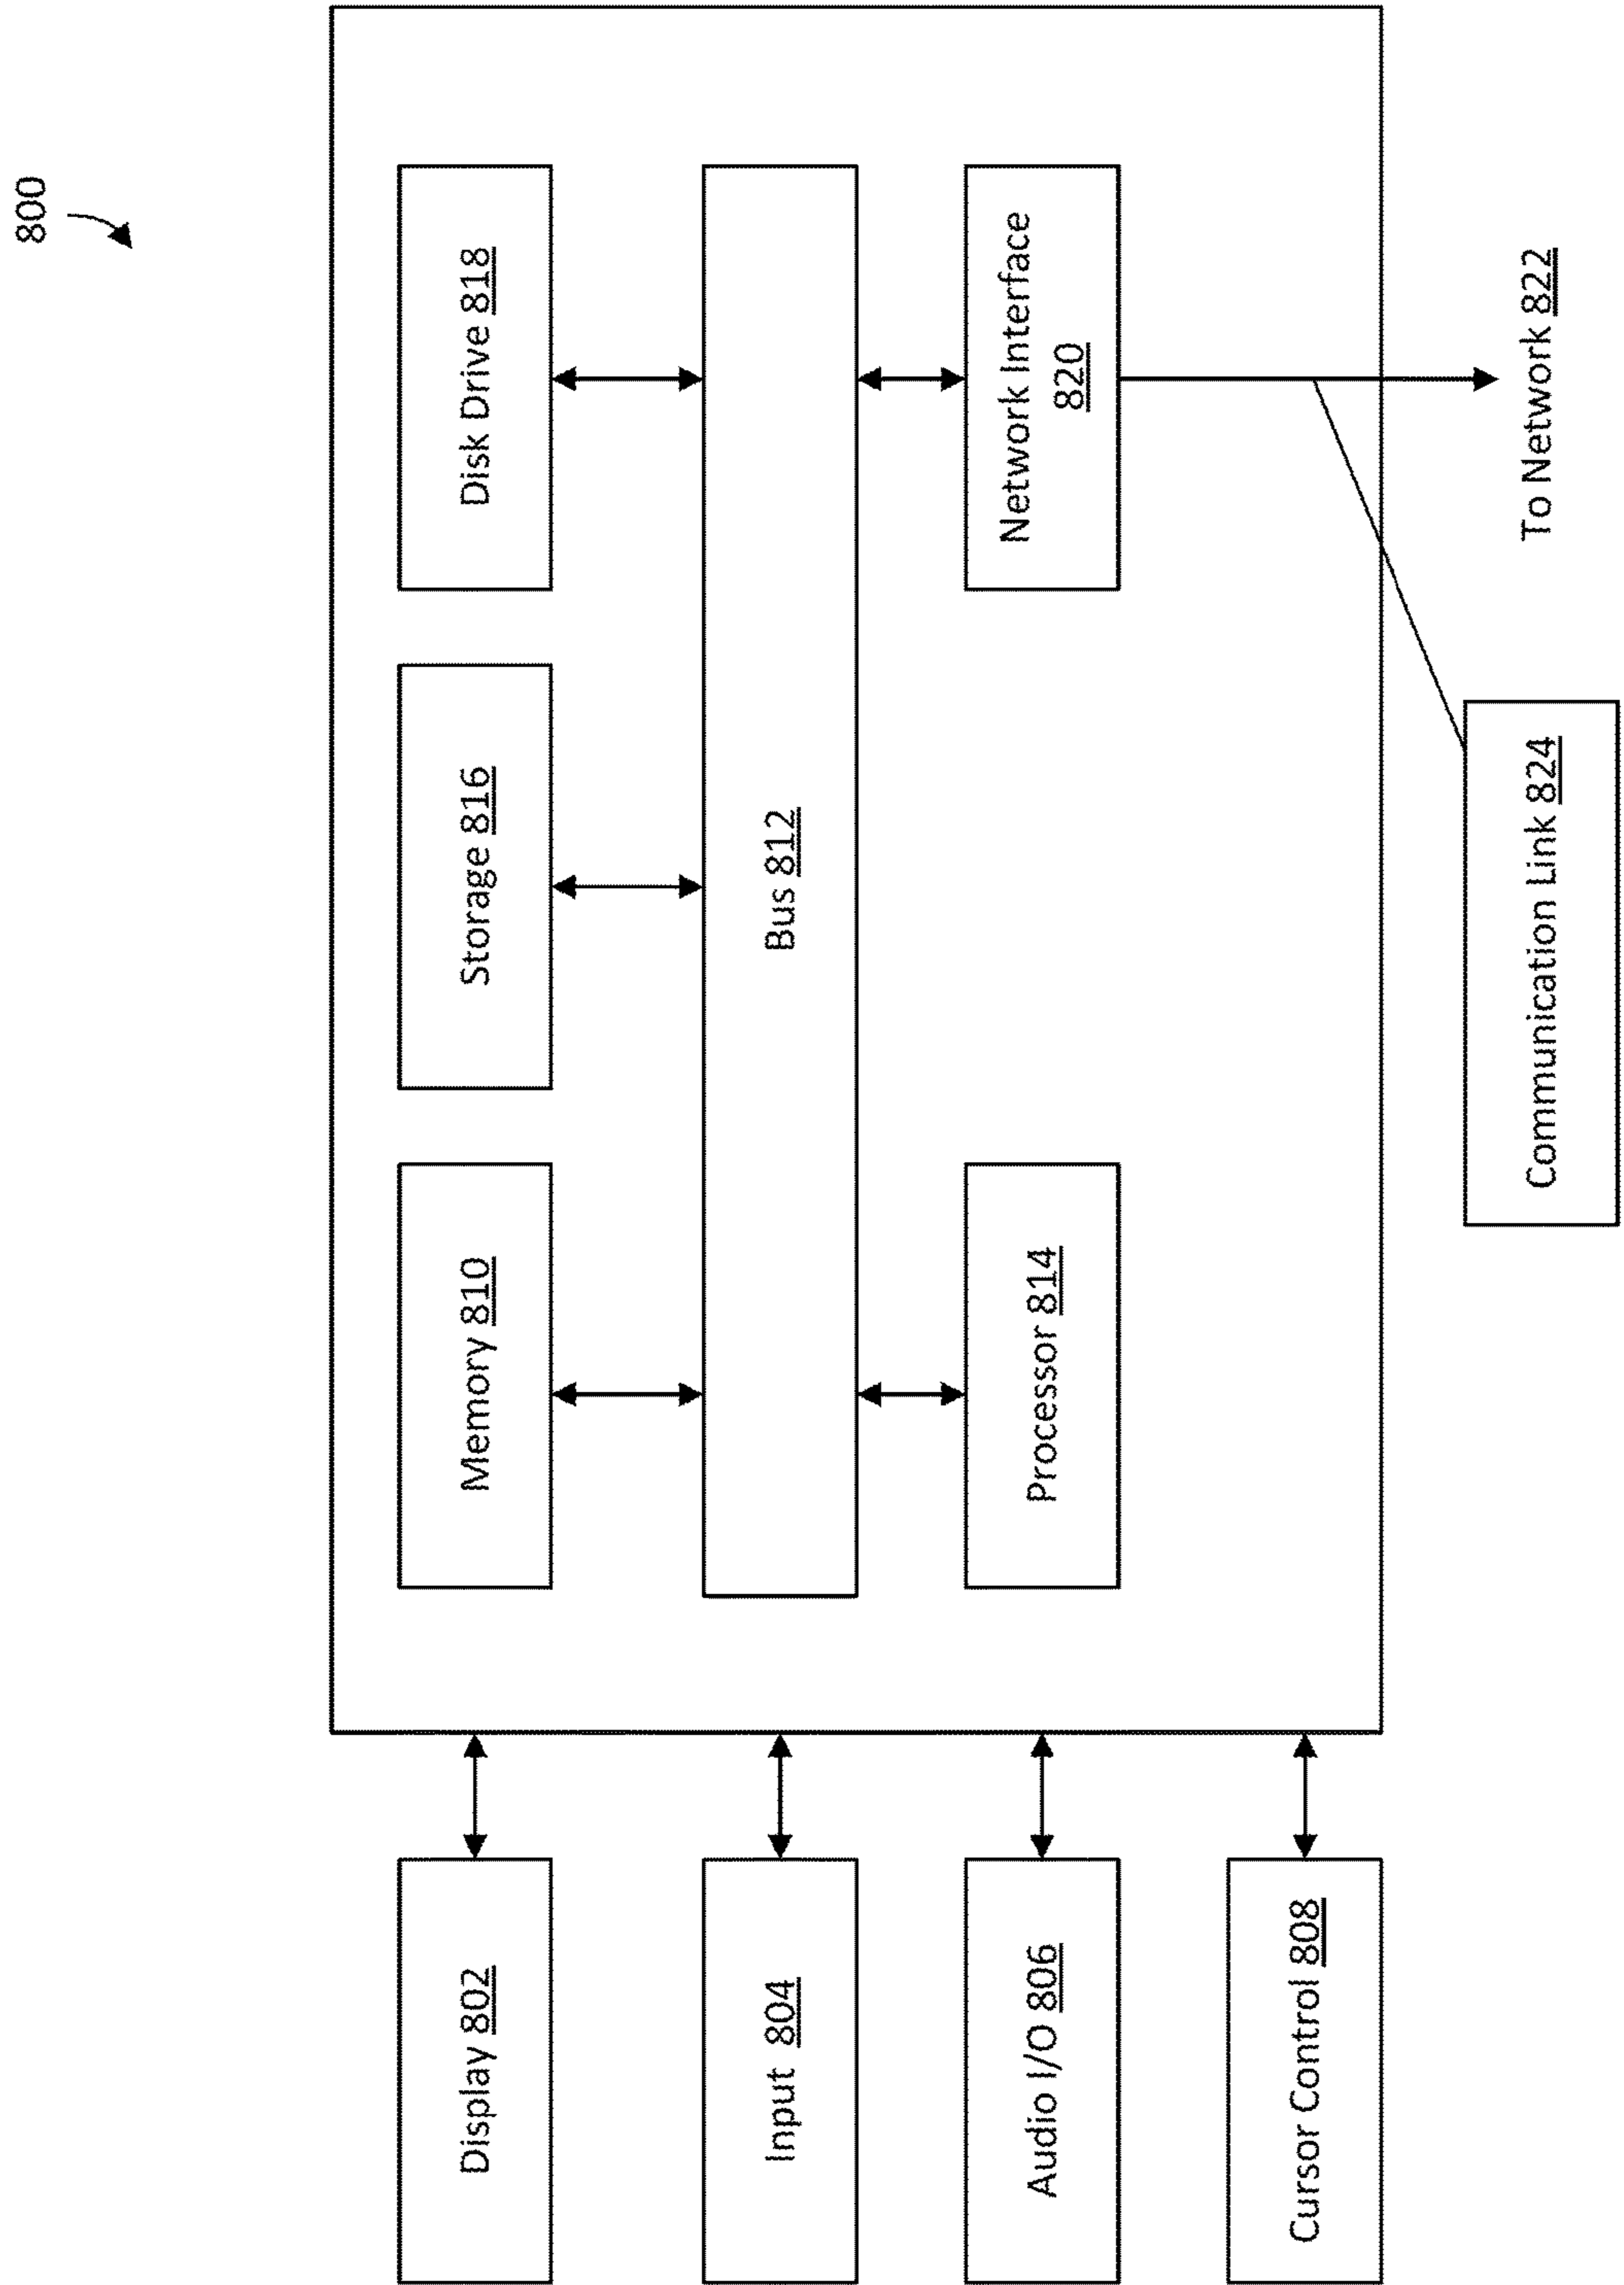 800
Display 802
Memory 810
Storage 816
Disk Drive 818
Input 804
Bus 812
Audio I/O 806
Processor 814
Network Interface
820
Cursor Control 808
Communication Link 824
To Network 822